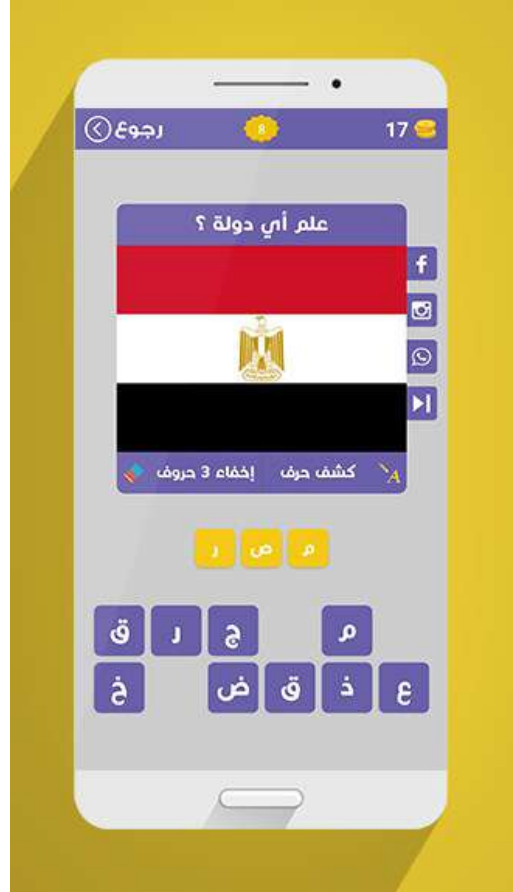 رجوع 8 17
علم أي دولة ؟
كشف حرف إخفاء 3 حروف
م ص ر
م ج ر ق
ع ذ ق ض خ